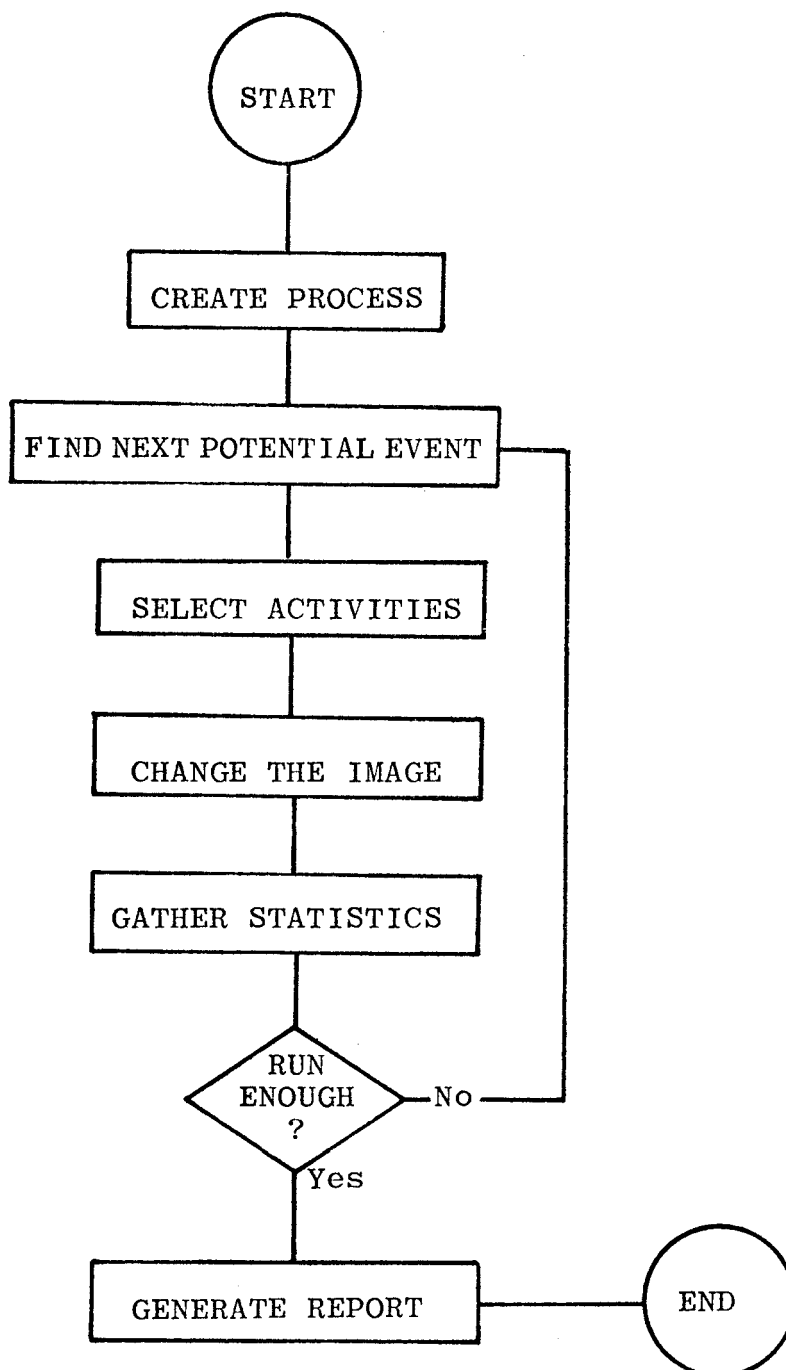 START
CREATE PROCESS
FIND NEXT POTENTIAL EVENT
SELECT ACTIVITIES
CHANGE THE IMAGE
GATHER STATISTICS
RUN
ENOUGH
?
No
Yes
GENERATE REPORT
END